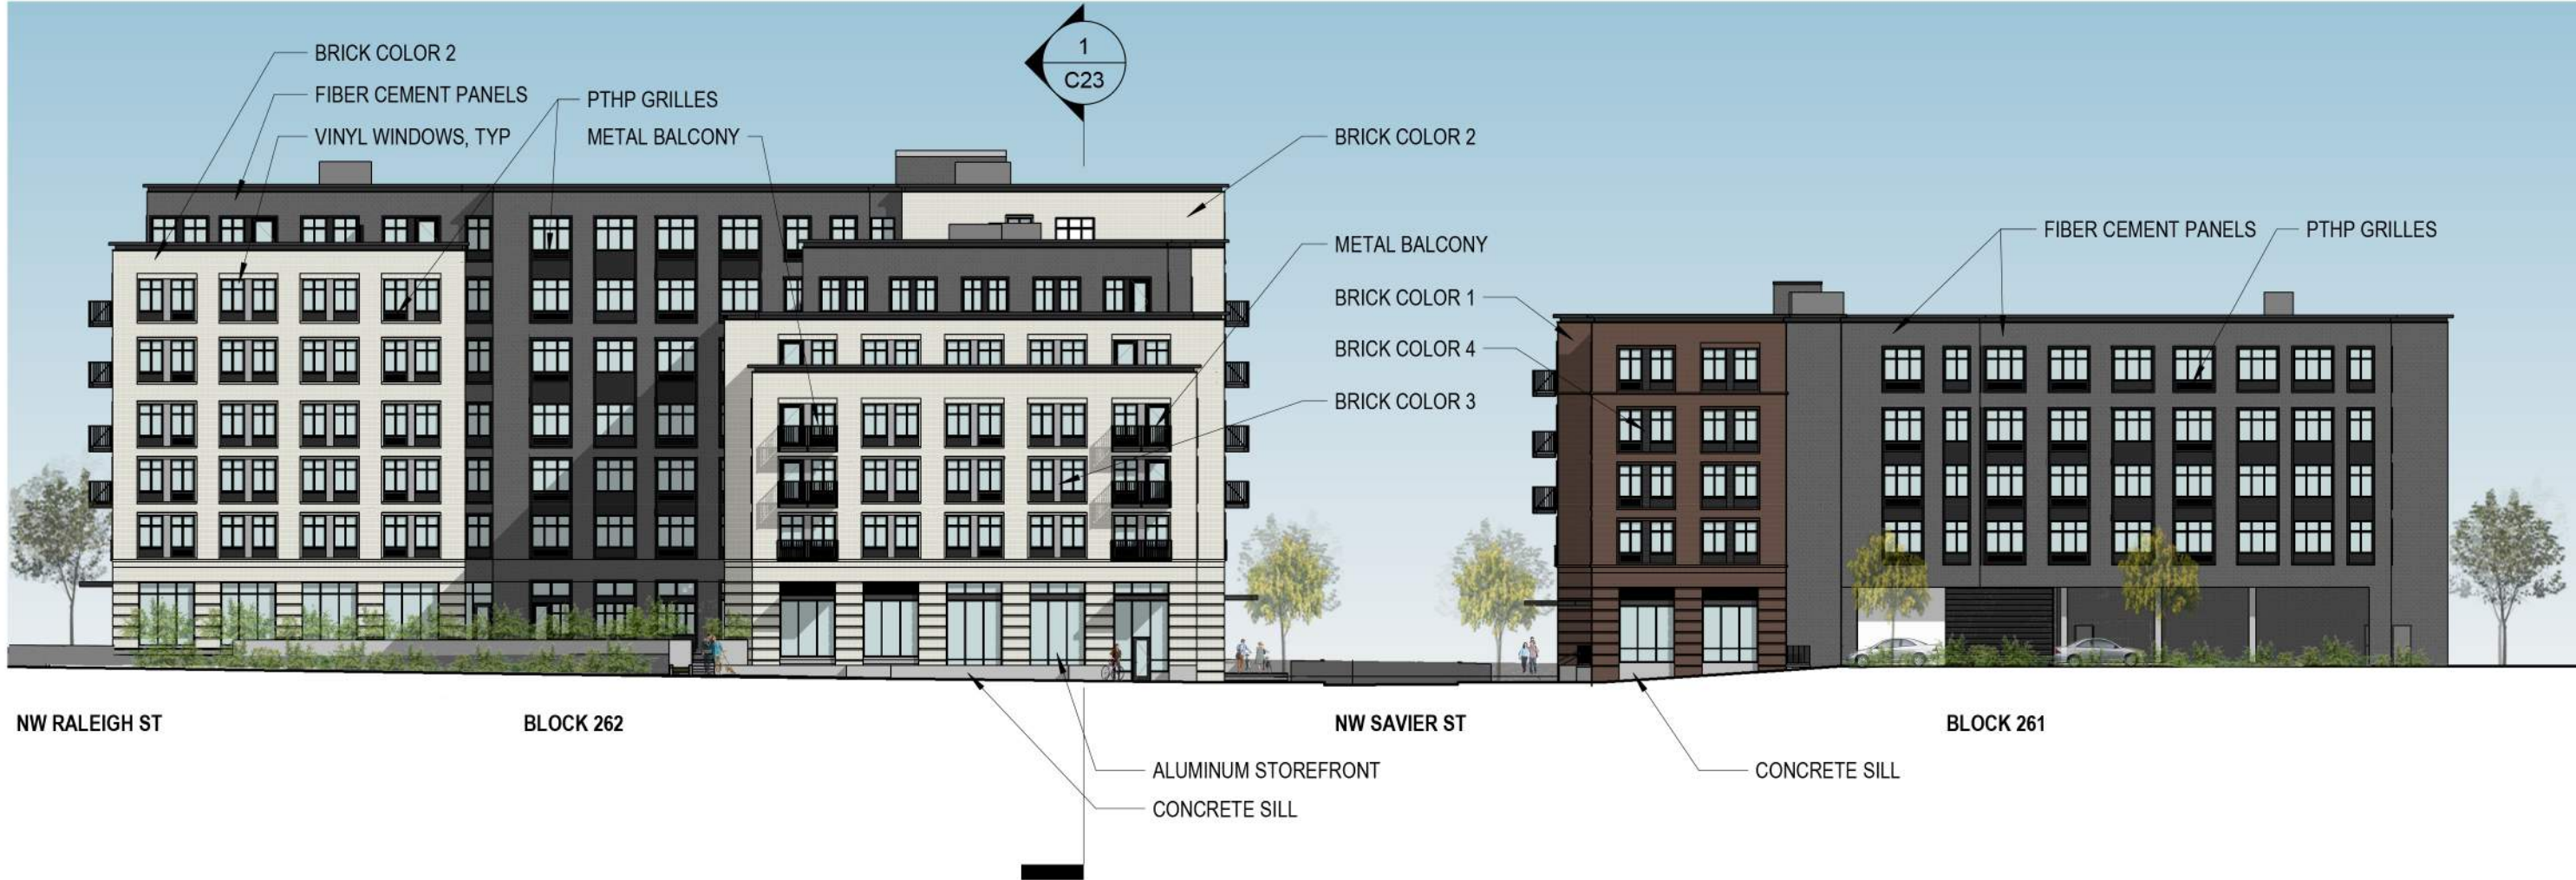 1
C23
BRICK COLOR 2
FIBER CEMENT PANELS
VINYL WINDOWS, TYP
PTHP GRILLES
METAL BALCONY
BRICK COLOR 2
METAL BALCONY
BRICK COLOR 1
BRICK COLOR 4
BRICK COLOR 3
FIBER CEMENT PANELS
PTHP GRILLES
NW RALEIGH ST
BLOCK 262
NW SAVIER ST
BLOCK 261
ALUMINUM STOREFRONT
CONCRETE SILL
CONCRETE SILL